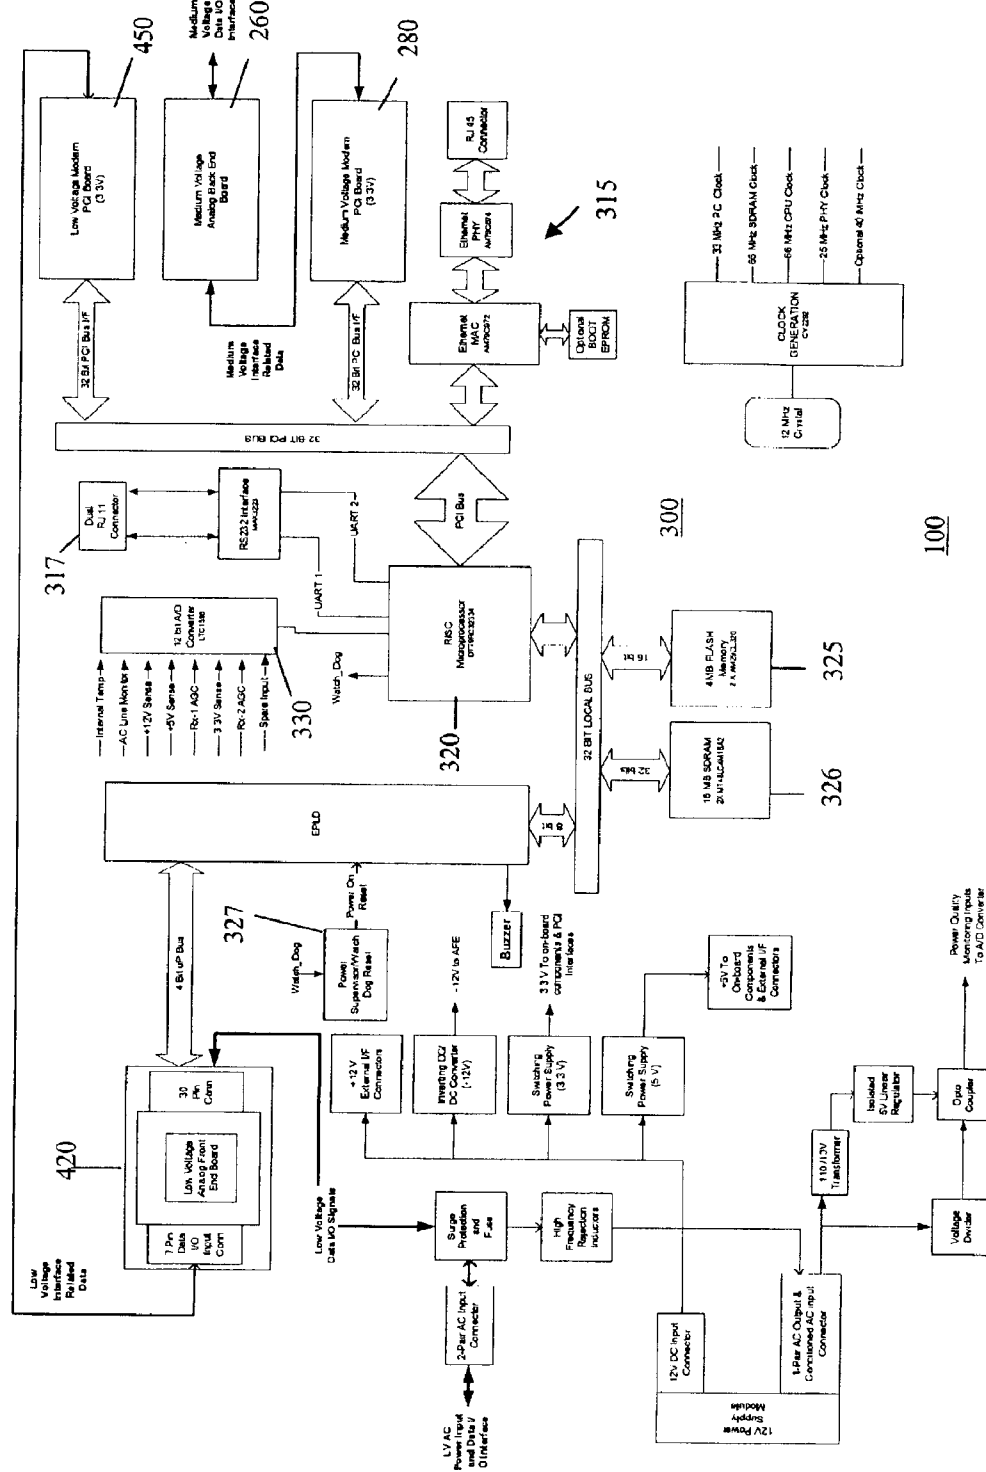 Low Voltage Modem
PCI Board
(3.3V)
450
Medium Voltage
Analog Back End
Board
260
Medium
Voltage
Data I/O
Interface
Medium Voltage Modem
PCI Board
(3.3V)
280
32 Bit PCI Bus I/F
Medium
Voltage
Interface
Related
Data
32 Bit PCI Bus I/F
RJ 45
Connector
Ethernet
PHY
315
Ethernet
MAC
Optional
BOOT
EPROM
32 BIT PCI BUS
PCI Bus
33 MHz PC Clock
66 MHz SDRAM Clock
66 MHz CPU Clock
25 MHz PHY Clock
Optional 40 MHz Clock
CLOCK
GENERATION
12 MHz
Crystal
Dual
RJ 11
Connector
317
RS232 Interface
UART 1
UART 2
12 bit A/D
Converter
330
Internal Temp
AC Line Monitor
+12V Sense
+5V Sense
Rx-1 AGC
3.3V Sense
Rx-2 AGC
Spare Input
Watch_Dog
RISC
Microprocessor
320
300
100
32 BIT LOCAL BUS
16 bit
4MB FLASH
Memory
325
32 bits
16 MB SDRAM
326
EPLD
4 Bit uP Bus
Watch_Dog
Power
Supervisor/Watch
Dog Reset
327
Power On
Reset
Buzzer
420
30
Pin
Conn
Low Voltage
Analog Front
End Board
7 Pin
Data
I/O
Input
Conn
Low
Voltage
Interface
Related
Data
Low Voltage
Data I/O Signals
+12V
External I/F
Connectors
Inverting DC/
DC Converter
(-12V)
-12V to AFE
Switching
Power Supply
(3.3 V)
3.3 V To on-board
components & PCI
Interfaces
Switching
Power Supply
(5 V)
+5V To
On-board
Components
& External I/F
Connectors
LV AC
Power Input
and Data I/
O Interface
2-Pair AC Input
Connector
Surge
Protection
and
Fuse
High
Frequency
Rejection
Inductors
12V Power
Supply
Module
12V DC Input
Connector
1-Pair AC Output &
Conditioned AC Input
Connector
Transformer
Isolated
5V Linear
Regulator
Voltage
Divider
Opto
Coupler
Power Quality
Monitoring Inputs
To A/D Converter